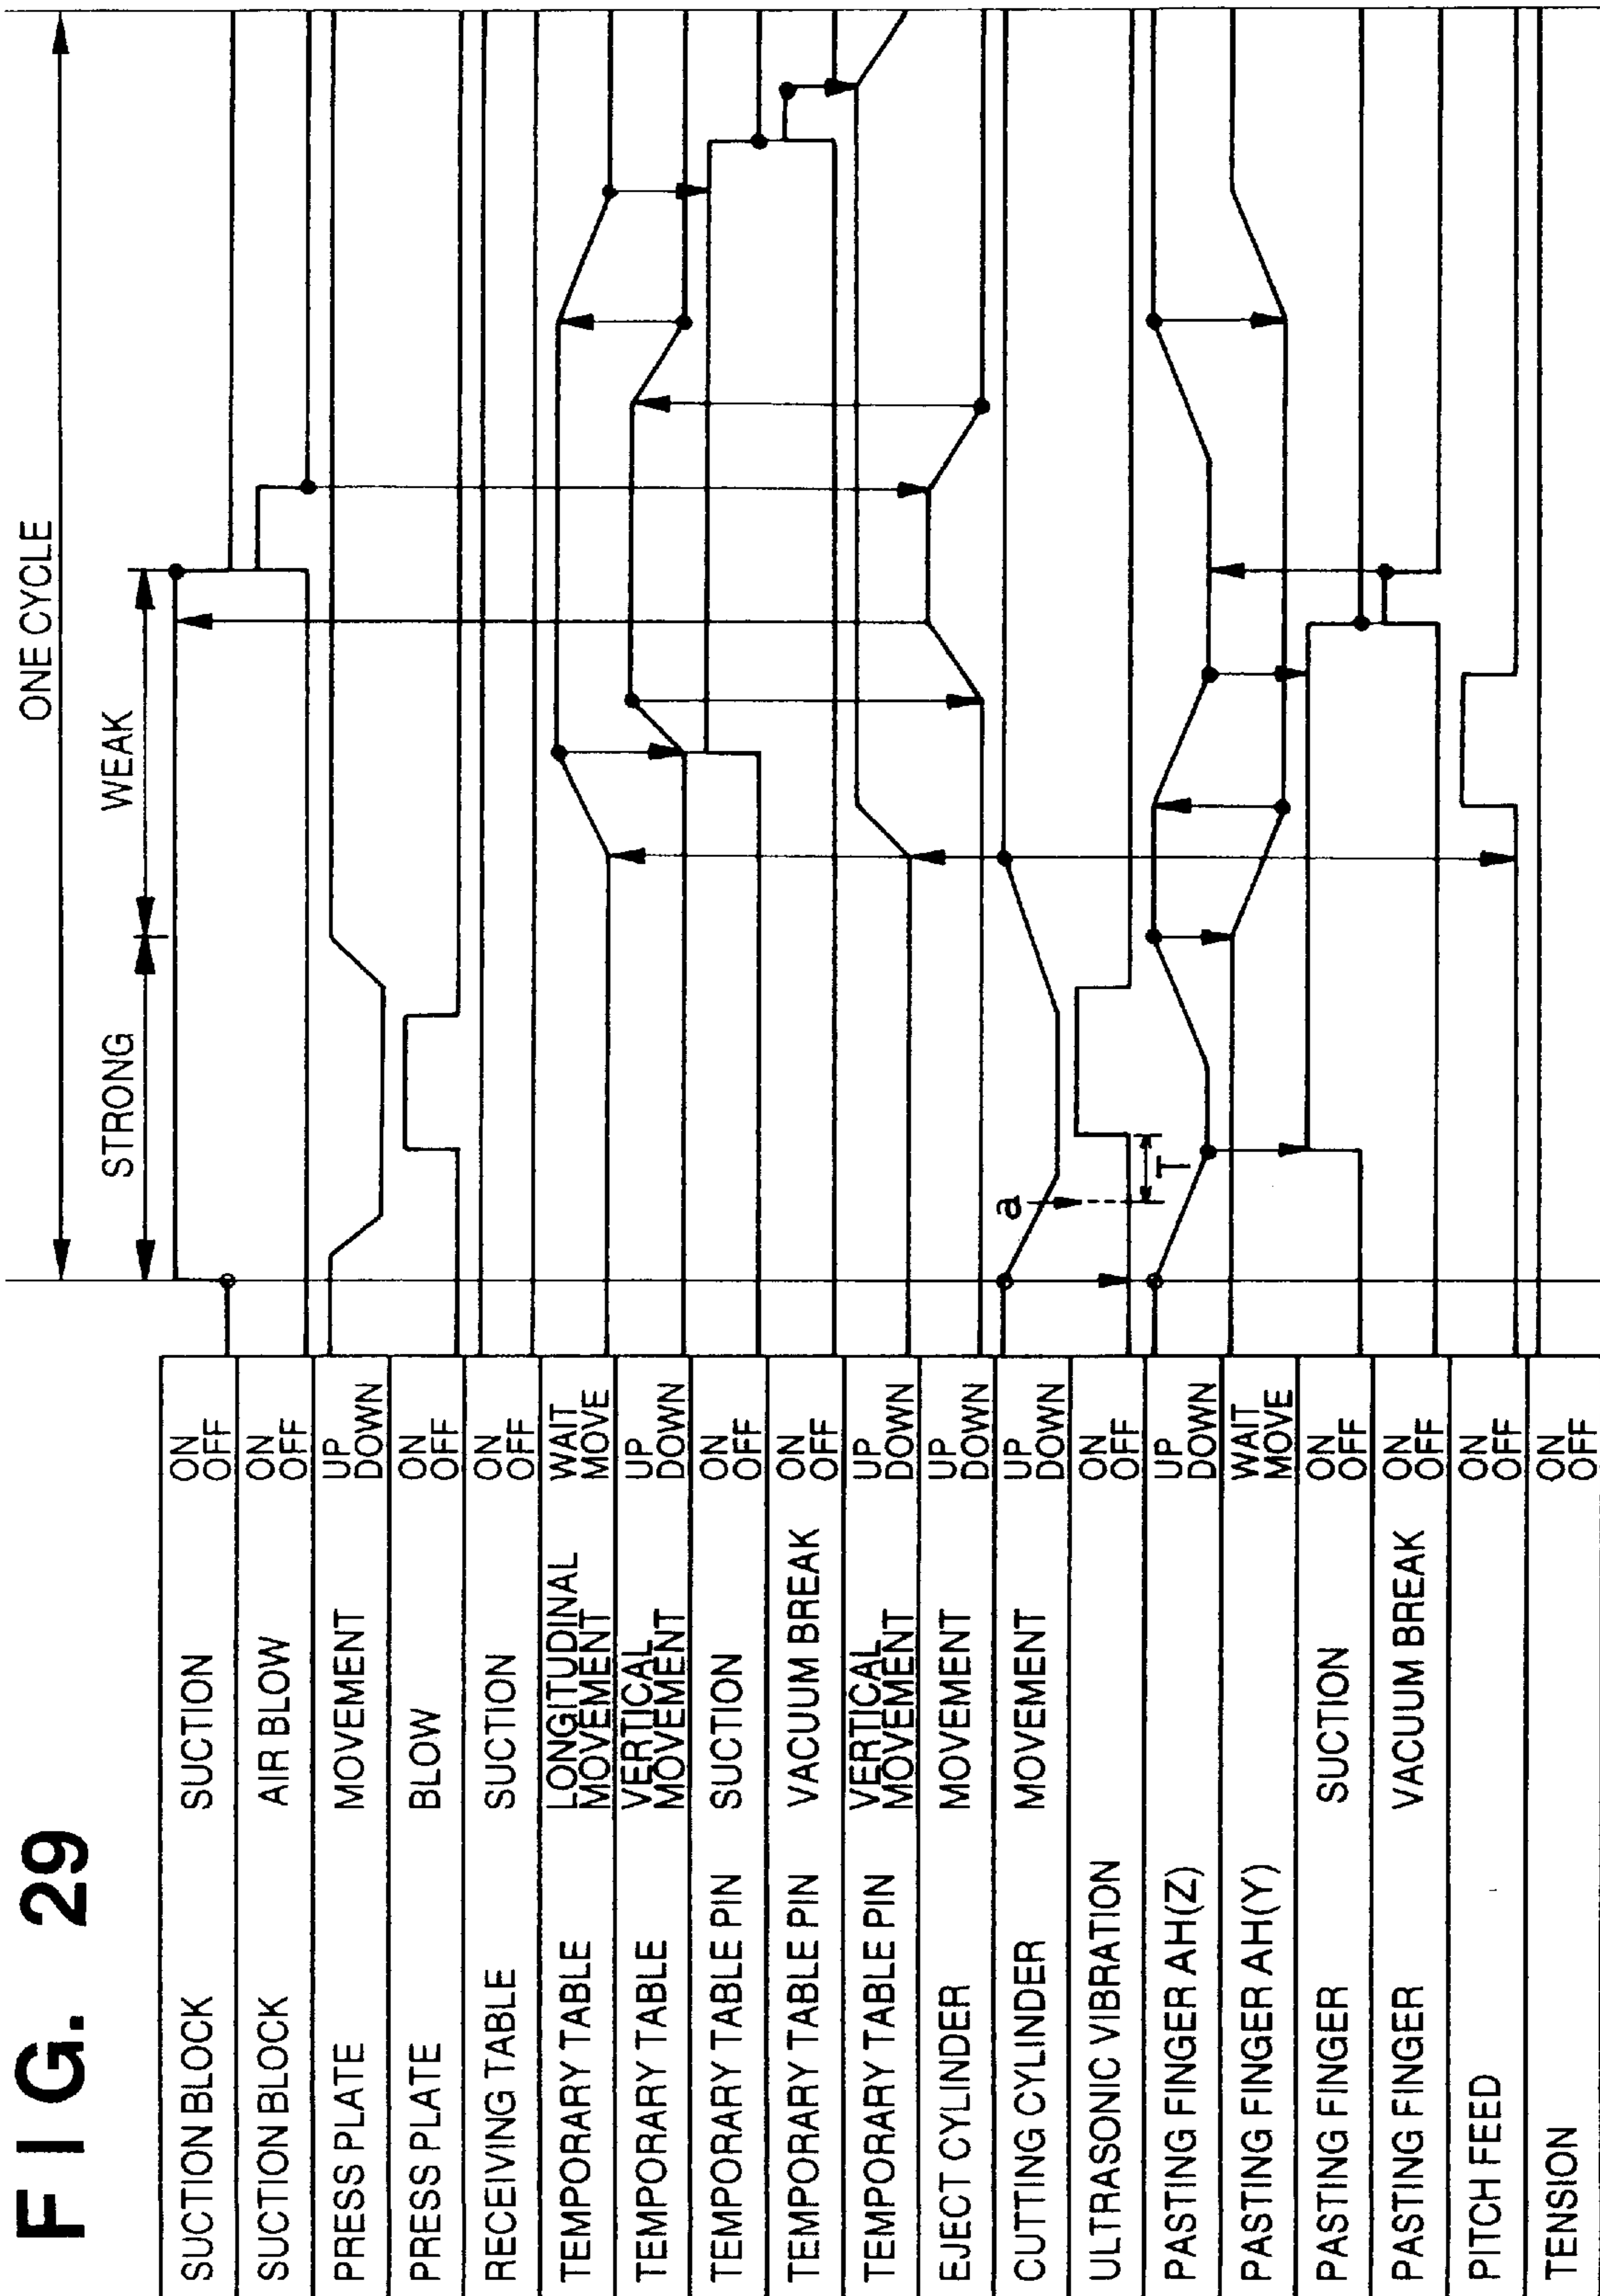 FIG. 29
ONE CYCLE
STRONG WEAK
SUCTION BLOCK SUCTION ON OFF
SUCTION BLOCK AIR BLOW ON OFF
PRESS PLATE MOVEMENT UP DOWN
PRESS PLATE BLOW ON OFF
RECEIVING TABLE SUCTION ON OFF
TEMPORARY TABLE LONGITUDINAL MOVEMENT WAIT MOVE
TEMPORARY TABLE VERTICAL MOVEMENT UP DOWN
TEMPORARY TABLE PIN SUCTION ON OFF
TEMPORARY TABLE PIN VACUUM BREAK ON OFF
TEMPORARY TABLE PIN VERTICAL MOVEMENT UP DOWN
EJECT CYLINDER MOVEMENT UP DOWN
CUTTING CYLINDER MOVEMENT UP DOWN
a
ULTRASONIC VIBRATION ON OFF
T
PASTING FINGER AH(Z) UP DOWN
PASTING FINGER AH(Y) WAIT MOVE
PASTING FINGER SUCTION ON OFF
PASTING FINGER VACUUM BREAK ON OFF
PITCH FEED ON OFF
TENSION ON OFF